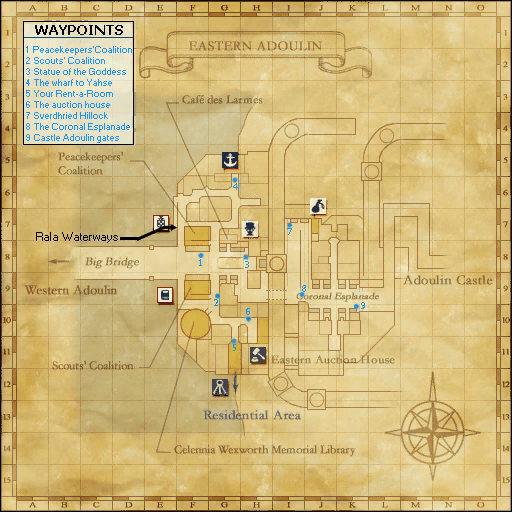 A B C D E F G H I J K L M N O
WAYPOINTS
1 Peacekeepers'Coalition
2 Scouts' Coalition
3 Statue of the Goddess
4 The wharf to Yahse
5 Your Rent-a-Room
6 The auction house
7 Sverdhried Hillock
8 The Coronal Esplanade
9 Castle Adoulin gates
EASTERN ADOULIN
Café des Larmes
Peacekeepers'
Coalition
4
Rala Waterways
7
Big Bridge
1
3
Western Adoulin
Adoulin Castle
8
Coronal Esplanade
2
9
6
5
Eastern Auction House
Scouts' Coalition
Residential Area
Celennia Wexworth Memorial Library
1
2
3
4
5
6
7
8
9
10
11
12
13
14
15
A B C D E F G H I J K L M N O